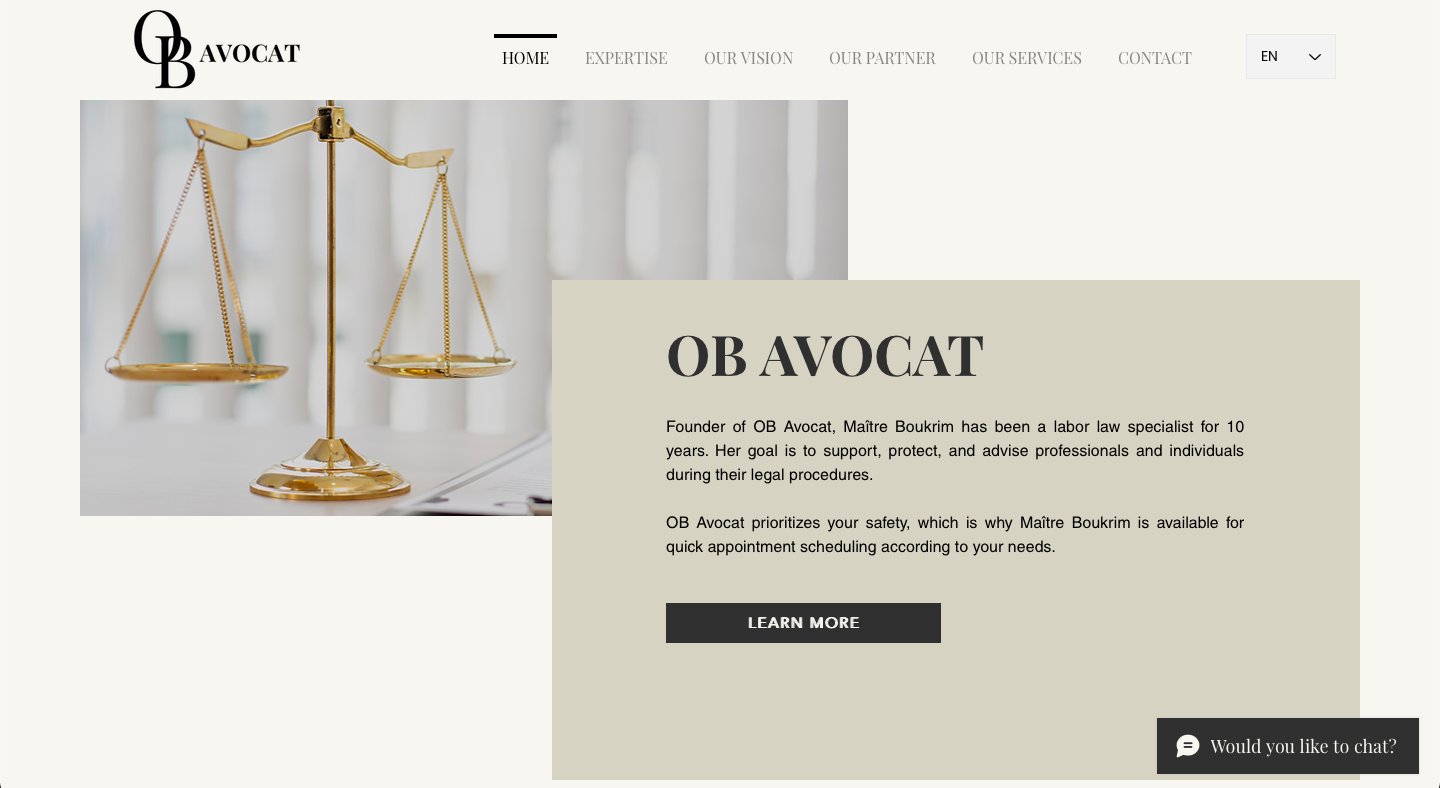 OB AVOCAT
HOME EXPERTISE OUR VISION OUR PARTNER OUR SERVICES CONTACT
EN
OB AVOCAT
Founder of OB Avocat, Maître Boukrim has been a labor law specialist for 10
years. Her goal is to support, protect, and advise professionals and individuals
during their legal procedures.
OB Avocat prioritizes your safety, which is why Maître Boukrim is available for
quick appointment scheduling according to your needs.
LEARN MORE
Would you like to chat?